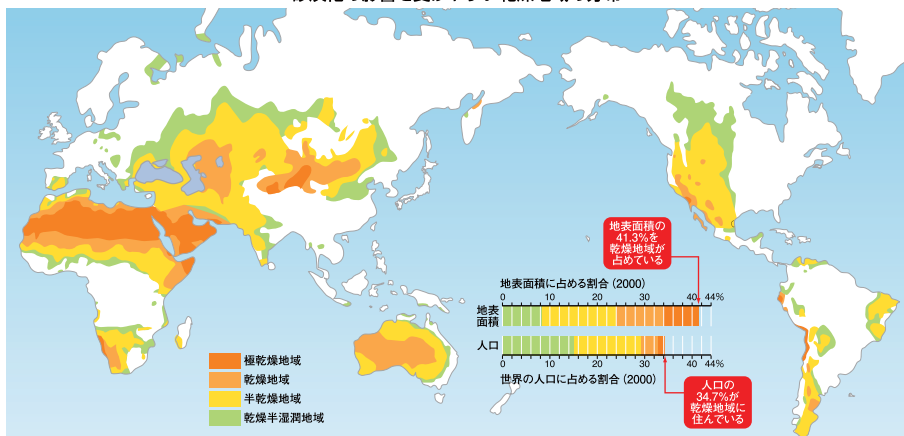 地表面積の
41.3%を
乾燥地域が
占めている
地表面積に占める割合（2000）
0 10 20 30 40 44%
地表
面積
人口
0 10 20 30 40 44%
世界の人口に占める割合（2000）
人口の
34.7%が
乾燥地域に
住んでいる
極乾燥地域
乾燥地域
半乾燥地域
乾燥半湿潤地域